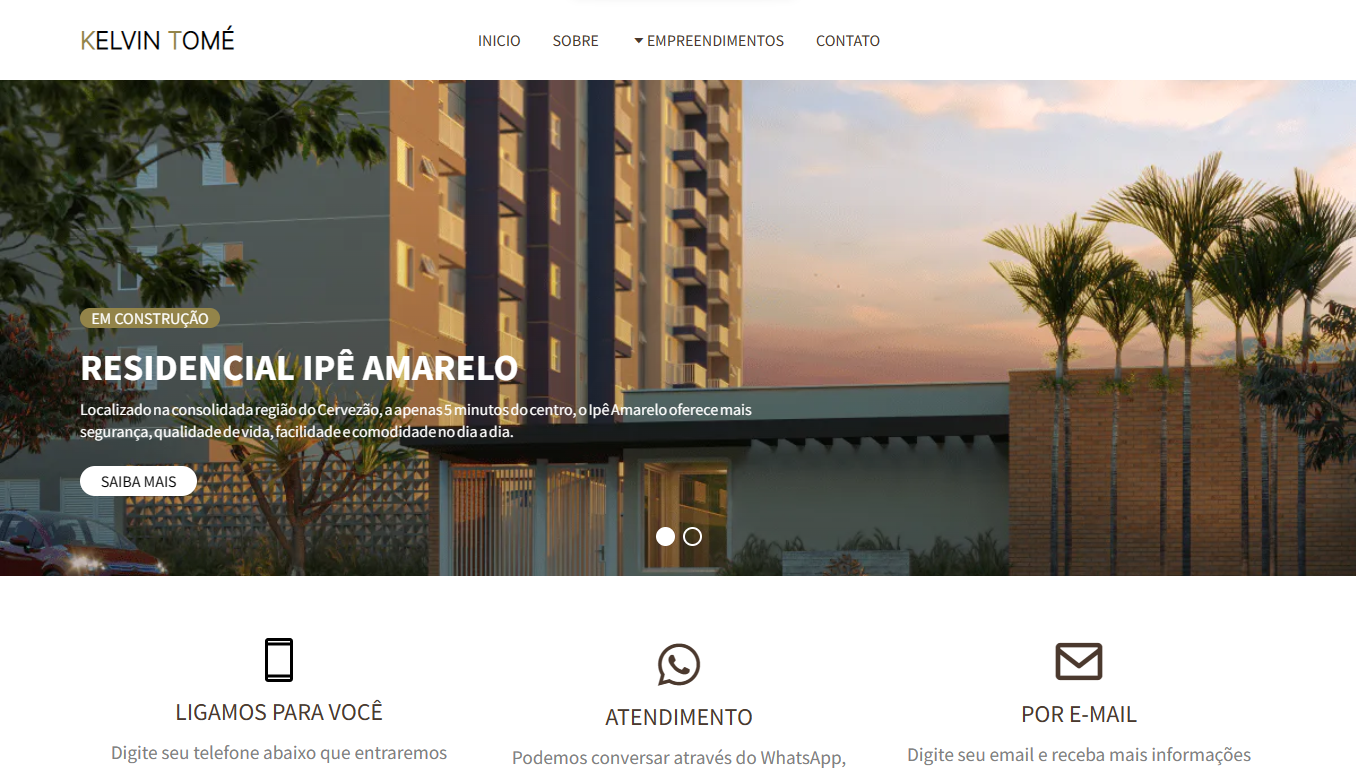 KELVIN TOMÉ
INICIO
SOBRE
EMPREENDIMENTOS
CONTATO
EM CONSTRUÇÃO
RESIDENCIAL IPÊ AMARELO
Localizado na consolidada região do Cervezão, a apenas 5 minutos do centro, o Ipê Amarelo oferece mais
segurança, qualidade de vida, facilidade e comodidade no dia a dia.
SAIBA MAIS
LIGAMOS PARA VOCÊ
Digite seu telefone abaixo que entraremos
ATENDIMENTO
Podemos conversar através do WhatsApp,
POR E-MAIL
Digite seu email e receba mais informações